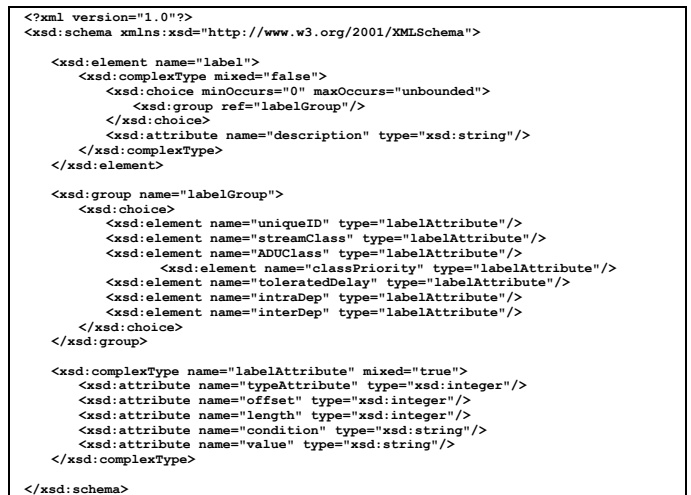 <?xml version="1.0"?>
<xsd:schema xmlns:xsd="http://www.w3.org/2001/XMLSchema">
<xsd:element name="label">
<xsd:complexType mixed="false">
<xsd:choice minOccurs="0" maxOccurs="unbounded">
<xsd:group ref="labelGroup"/>
</xsd:choice>
<xsd:attribute name="description" type="xsd:string"/>
</xsd:complexType>
</xsd:element>
<xsd:group name="labelGroup">
<xsd:choice>
<xsd:element name="uniqueID" type="labelAttribute"/>
<xsd:element name="streamClass" type="labelAttribute"/>
<xsd:element name="ADUClass" type="labelAttribute"/>
<xsd:element name="classPriority" type="labelAttribute"/>
<xsd:element name="toleratedDelay" type="labelAttribute"/>
<xsd:element name="intraDep" type="labelAttribute"/>
<xsd:element name="interDep" type="labelAttribute"/>
</xsd:choice>
</xsd:group>
<xsd:complexType name="labelAttribute" mixed="true">
<xsd:attribute name="typeAttribute" type="xsd:integer"/>
<xsd:attribute name="offset" type="xsd:integer"/>
<xsd:attribute name="length" type="xsd:integer"/>
<xsd:attribute name="condition" type="xsd:string"/>
<xsd:attribute name="value" type="xsd:string"/>
</xsd:complexType>
</xsd:schema>